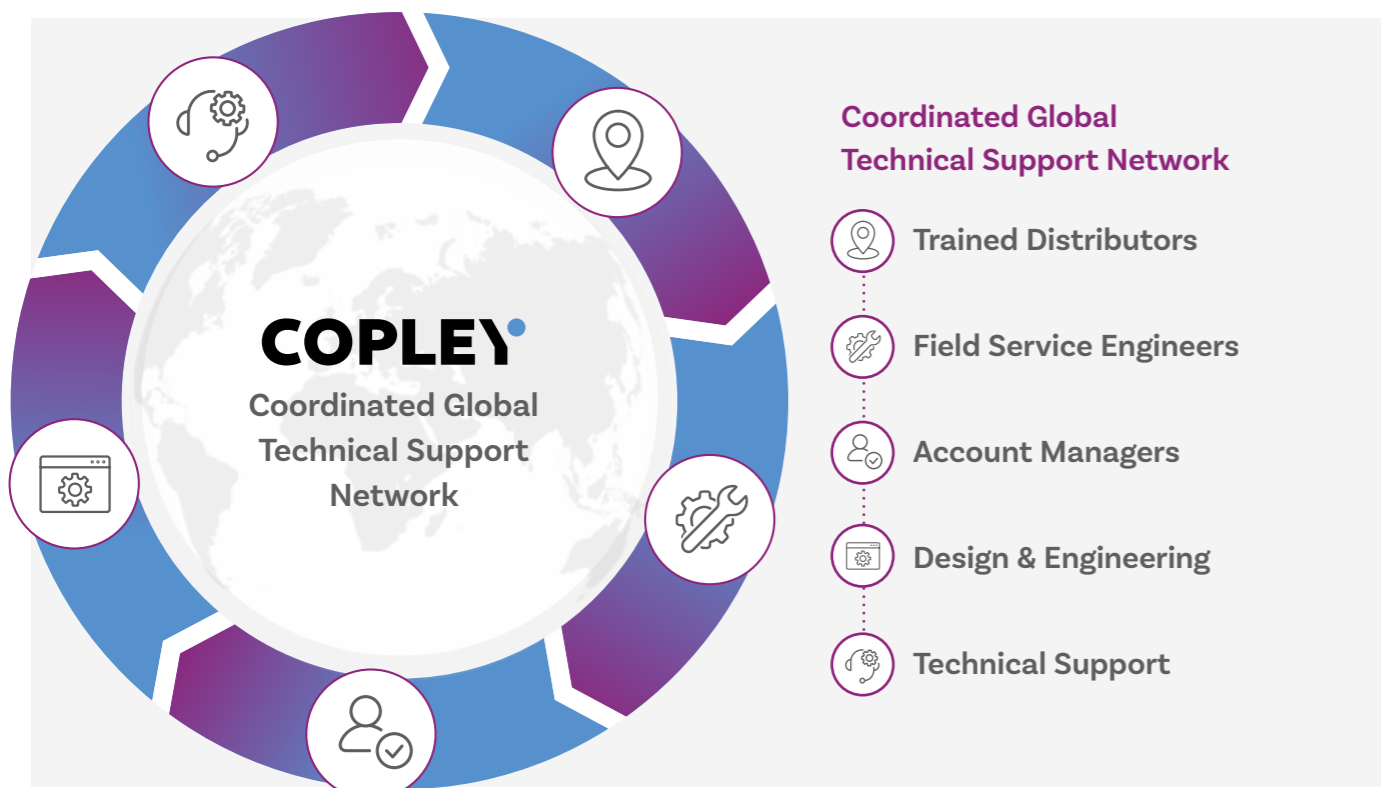 COPLEY
Coordinated Global
Technical Support
Network
Coordinated Global
Technical Support Network
Trained Distributors
Field Service Engineers
Account Managers
Design & Engineering
Technical Support